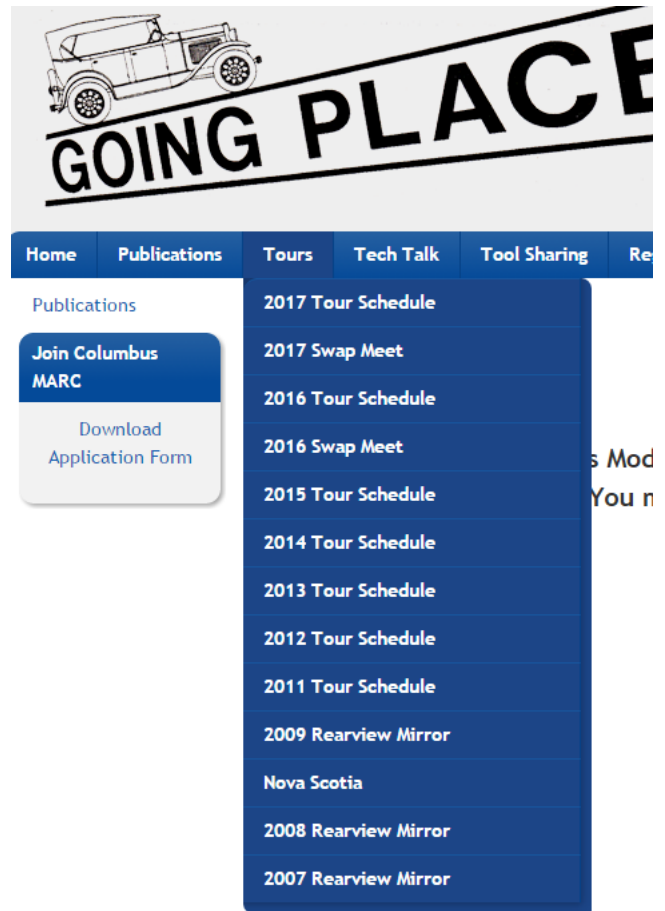 GOING PLACE
Home Publications Tours Tech Talk Tool Sharing
Publications
Join Columbus
MARC
Download
Application Form
2017 Tour Schedule
2017 Swap Meet
2016 Tour Schedule
2016 Swap Meet
2015 Tour Schedule
2014 Tour Schedule
2013 Tour Schedule
2012 Tour Schedule
2011 Tour Schedule
2009 Rearview Mirror
Nova Scotia
2008 Rearview Mirror
2007 Rearview Mirror
s Mod
You